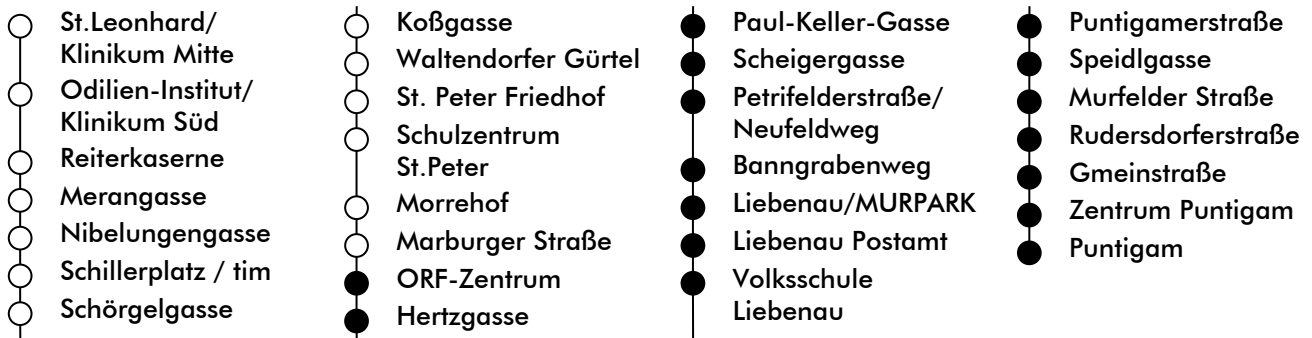 St.Leonhard/
Klinikum Mitte
Odilien-Institut/
Klinikum Süd
Reiterkaserne
Merangasse
Nibelungengasse
Schillerplatz / tim
Schörgelgasse
Koßgasse
Waltendorfer Gürtel
St. Peter Friedhof
Schulzentrum
St.Peter
Morrehof
Marburger Straße
ORF-Zentrum
Hertzgasse
Paul-Keller-Gasse
Scheigergasse
Petrifelderstraße/
Neufeldweg
Banngrabenweg
Liebenau/MURPARK
Liebenau Postamt
Volksschule
Liebenau
Puntigamerstraße
Speidlgasse
Murfelder Straße
Rudersdorferstraße
Gmeinstraße
Zentrum Puntigam
Puntigam